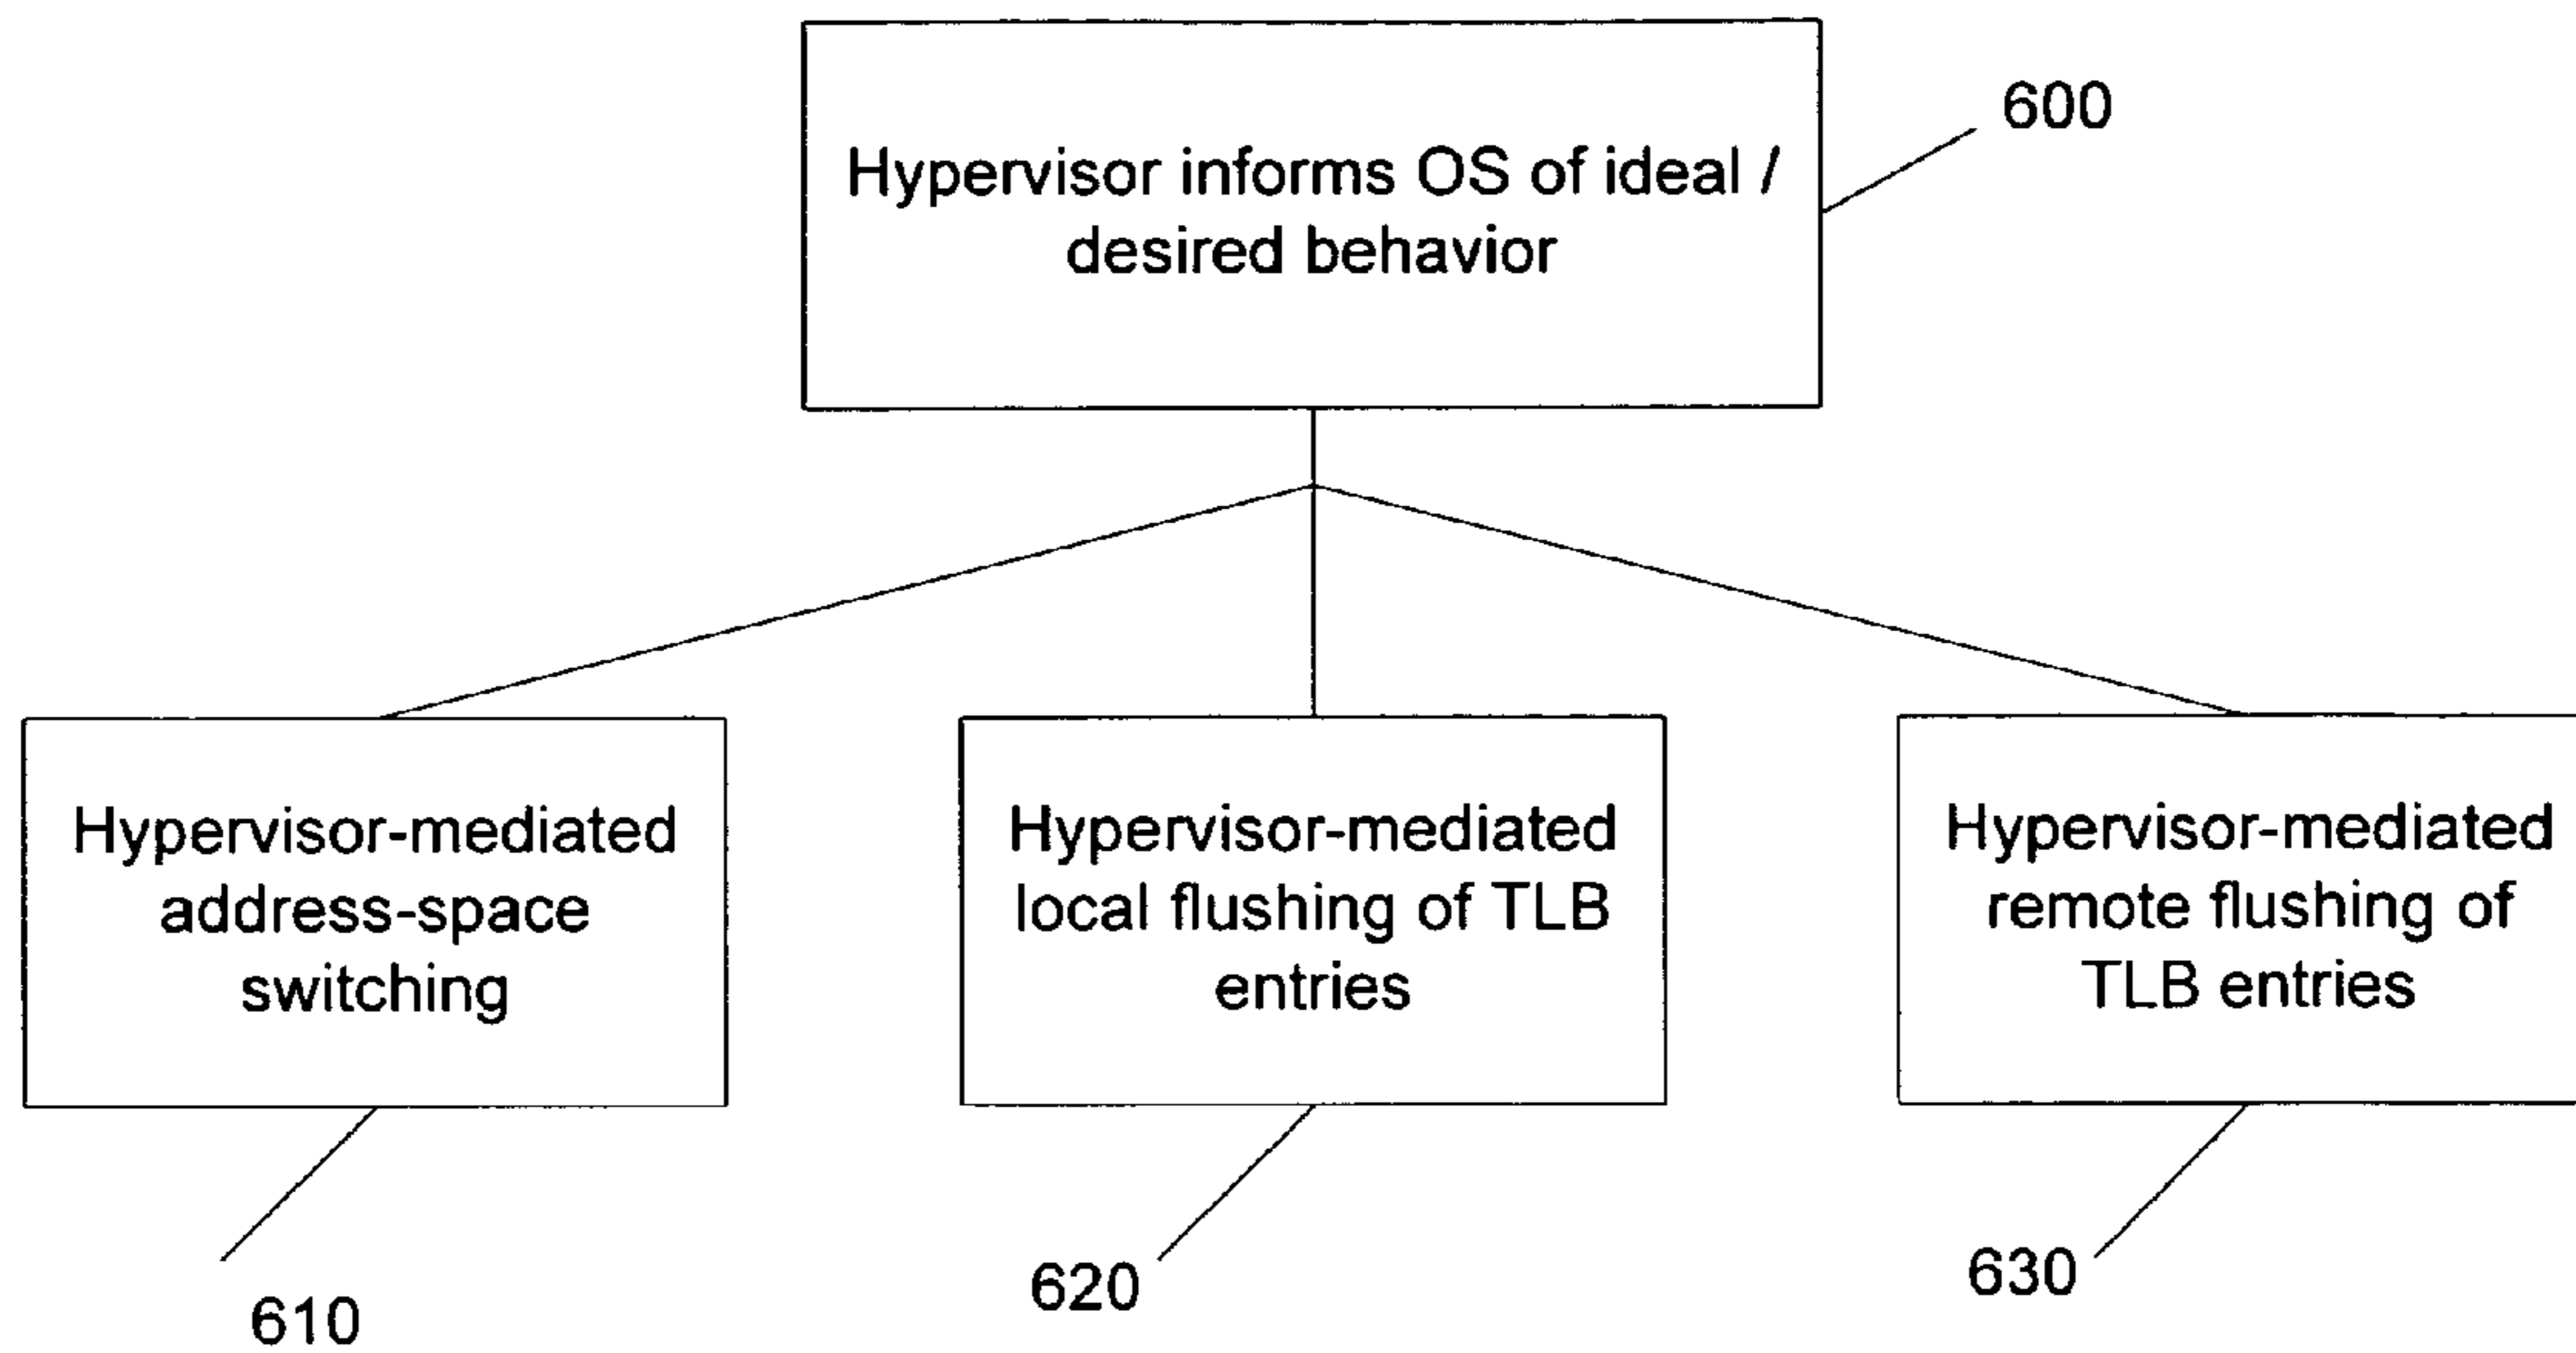 600
Hypervisor informs OS of ideal /
desired behavior
Hypervisor-mediated
address-space
switching
Hypervisor-mediated
local flushing of TLB
entries
Hypervisor-mediated
remote flushing of
TLB entries
610
620
630